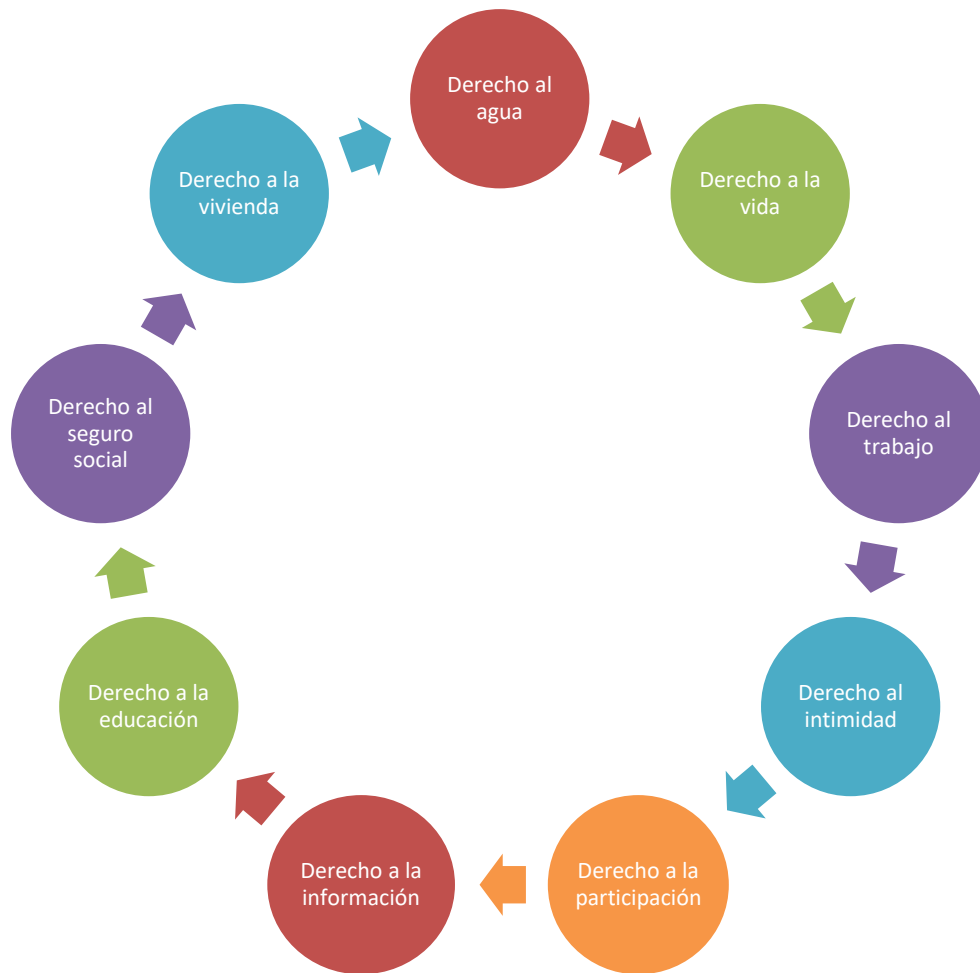 Derecho al
agua
Derecho a la
vida
Derecho al
trabajo
Derecho al
intimidad
Derecho a la
participación
Derecho a la
información
Derecho a la
educación
Derecho al
seguro
social
Derecho a la
vivienda